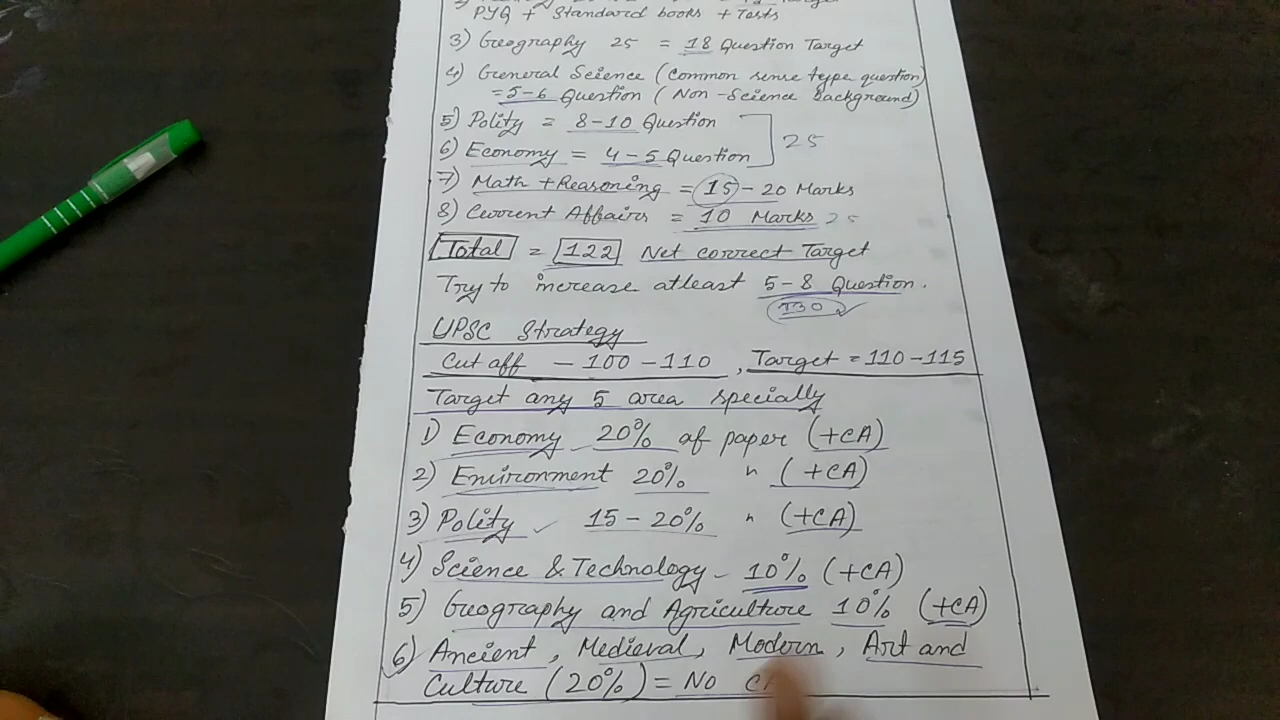 PYQ + Standard books + Tests
3) Geography 25 = 18 Question Target
4) General Science (Common sense type question)
= 5-6 Question (Non-Science background)
5) Polity = 8-10 Question
6) Economy = 4-5 Question
25
7) Math + Reasoning = 15-20 Marks
8) Current Affairs = 10 Marks 25
Total = 122 Net correct Target
Try to increase atleast 5-8 Question.
130
UPSC Strategy
Cut off - 100-110, Target = 110-115
Target any 5 area specially
1) Economy - 20% of paper (+CA)
2) Environment 20% " (+CA)
3) Polity 15-20% " (+CA)
4) Science & Technology - 10% (+CA)
5) Geography and Agriculture 10% (+CA)
6) Ancient, Medieval, Modern, Art and
Culture (20%) = No